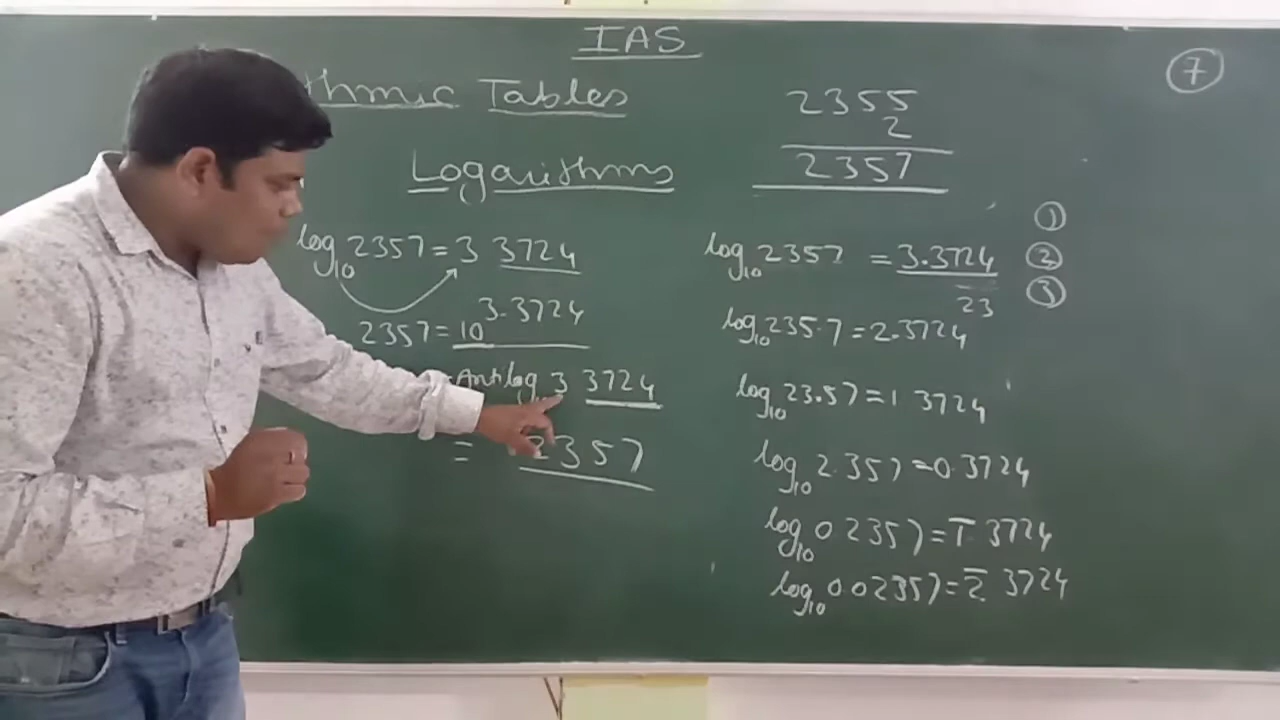 IAS
7
thmic Tables
2355
2
2357
Logarithms
log10 2357 = 3 3724
2357 = 10^3.3724
= Antilog10 3 3724
= 2357
log10 2357 = 3.3724
23
log10 235.7 = 2.3724
log10 23.57 = 1 3724
log10 2.357 = 0.3724
log10 0 2357 = 1̅ 3724
log10 0.02357 = 2̅ 3724
1
2
3